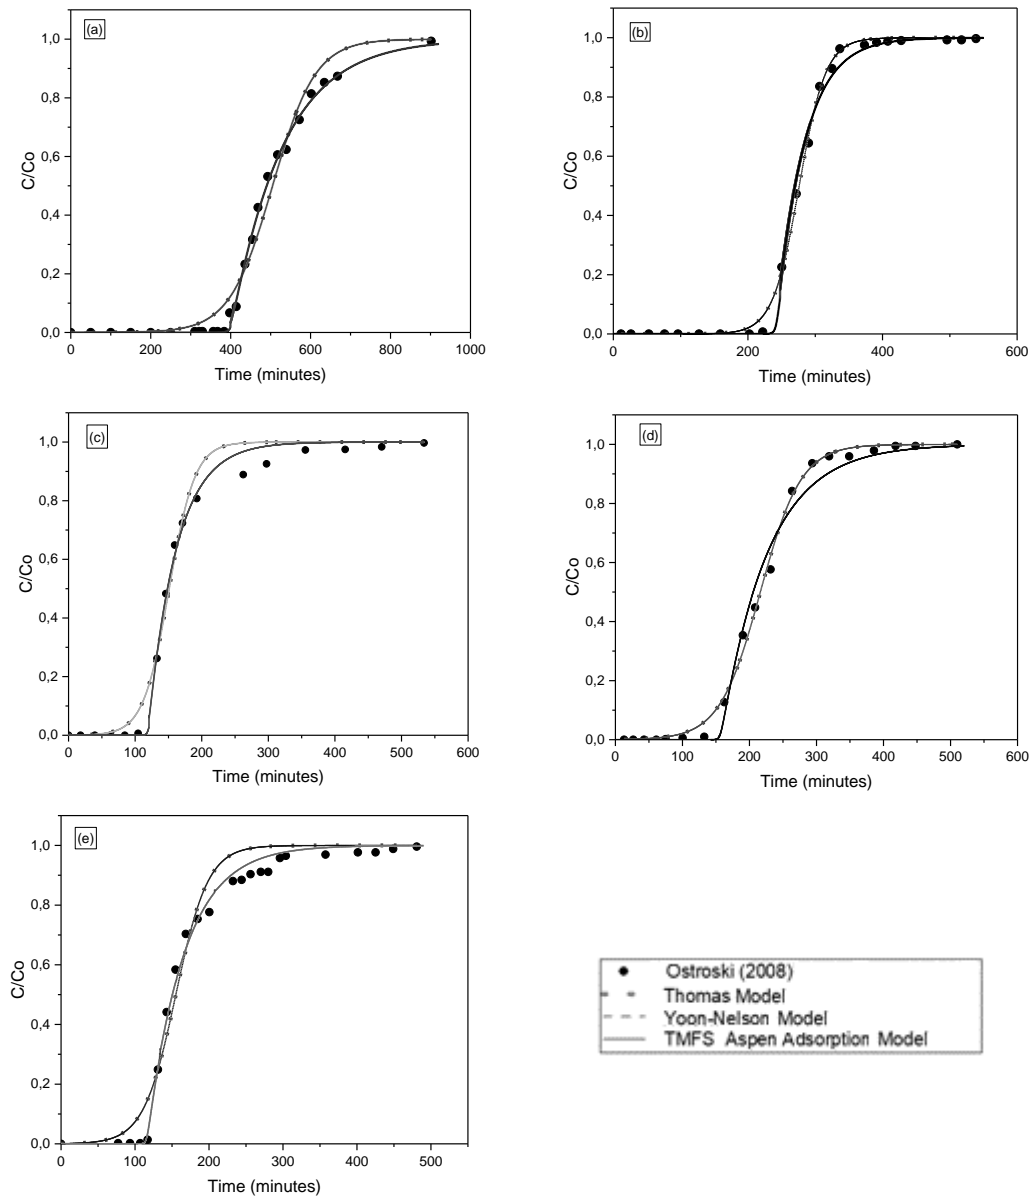 (a)
1,0
0,8
0,6
0,4
0,2
0,0
C/Co
0 200 400 600 800 1000
Time (minutes)
(b)
1,0
0,8
0,6
0,4
0,2
0,0
C/Co
0 200 400 600
Time (minutes)
(c)
1,0
0,8
0,6
0,4
0,2
0,0
C/Co
0 100 200 300 400 500 600
Time (minutes)
(d)
1,0
0,8
0,6
0,4
0,2
0,0
C/Co
0 100 200 300 400 500 600
Time (minutes)
(e)
1,0
0,8
0,6
0,4
0,2
0,0
C/Co
0 100 200 300 400 500
Time (minutes)
Ostroski (2008)
Thomas Model
Yoon-Nelson Model
TMFS Aspen Adsorption Model